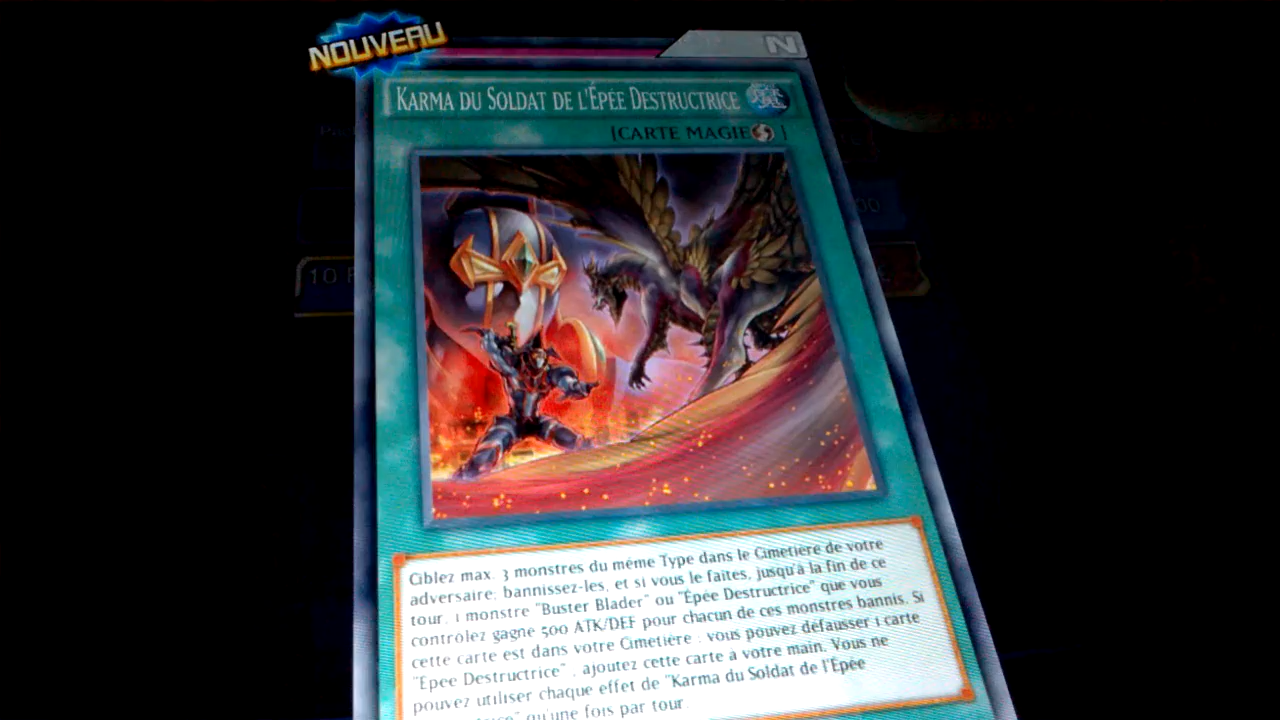 NOUVEAU
N
KARMA DU SOLDAT DE L'ÉPÉE DESTRUCTRICE
[CARTE MAGIE ]
10
Ciblez max. 3 monstres du même Type dans le Cimetière de votre
adversaire; bannissez-les, et si vous le faites, jusqu'à la fin de ce
tour, 1 monstre "Buster Blader" ou "Épée Destructrice" que vous
contrôlez gagne 500 ATK/DEF pour chacun de ces monstres bannis. Si
cette carte est dans votre Cimetière : vous pouvez défausser 1 carte
"Épée Destructrice" ; ajoutez cette carte à votre main. Vous ne
pouvez utiliser chaque effet de "Karma du Soldat de l'Épée
qu'une fois par tour